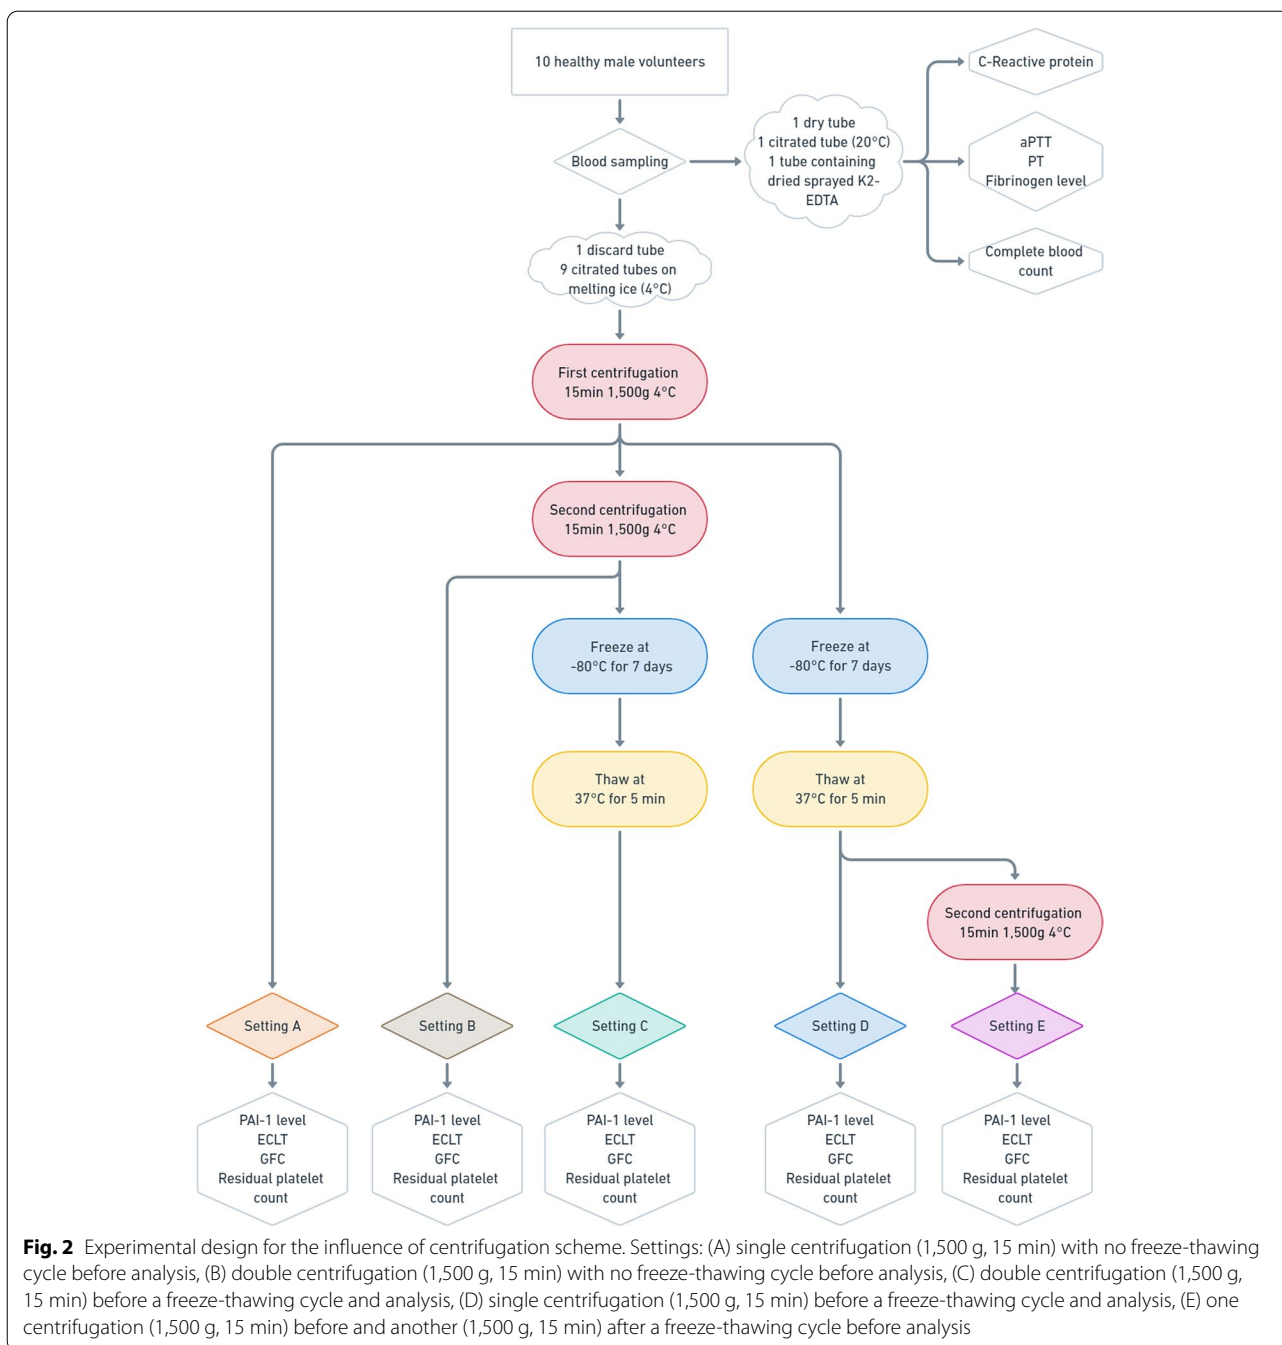 10 healthy male volunteers
C-Reactive protein
1 dry tube
1 citrated tube (20°C)
1 tube containing
dried sprayed K2-
EDTA
Blood sampling
aPTT
PT
Fibrinogen level
Complete blood
count
1 discard tube
9 citrated tubes on
melting ice (4°C)
First centrifugation
15min 1,500g 4°C
Second centrifugation
15min 1,500g 4°C
Freeze at
-80°C for 7 days
Freeze at
-80°C for 7 days
Thaw at
37°C for 5 min
Thaw at
37°C for 5 min
Second centrifugation
15min 1,500g 4°C
Setting A
Setting B
Setting C
Setting D
Setting E
PAI-1 level
ECLT
GFC
Residual platelet
count
PAI-1 level
ECLT
GFC
Residual platelet
count
PAI-1 level
ECLT
GFC
Residual platelet
count
PAI-1 level
ECLT
GFC
Residual platelet
count
PAI-1 level
ECLT
GFC
Residual platelet
count
Fig. 2 Experimental design for the influence of centrifugation scheme. Settings: (A) single centrifugation (1,500 g, 15 min) with no freeze-thawing
cycle before analysis, (B) double centrifugation (1,500 g, 15 min) with no freeze-thawing cycle before analysis, (C) double centrifugation (1,500 g,
15 min) before a freeze-thawing cycle and analysis, (D) single centrifugation (1,500 g, 15 min) before a freeze-thawing cycle and analysis, (E) one
centrifugation (1,500 g, 15 min) before and another (1,500 g, 15 min) after a freeze-thawing cycle before analysis